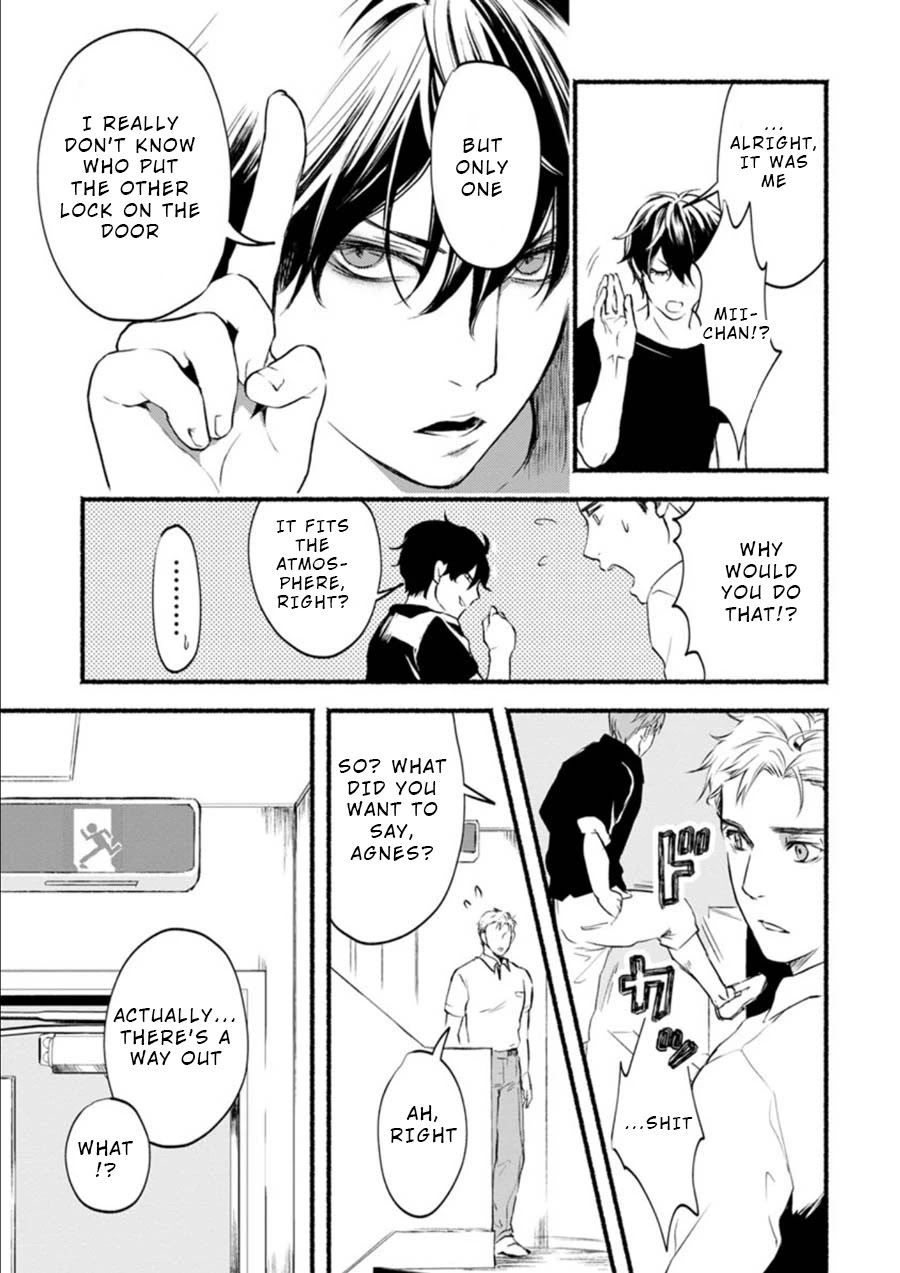 ...
ALRIGHT,
IT WAS
ME
MII-
CHAN!?
BUT
ONLY
ONE
I REALLY
DON'T KNOW
WHO PUT
THE OTHER
LOCK ON THE
DOOR
WHY
WOULD
YOU DO
THAT!?
IT FITS
THE
ATMOS-
PHERE,
RIGHT?
.........
ドガッ
...SHIT
SO? WHAT
DID YOU
WANT TO
SAY,
AGNES?
AH,
RIGHT
ACTUALLY...
THERE'S A
WAY OUT
WHAT
!?